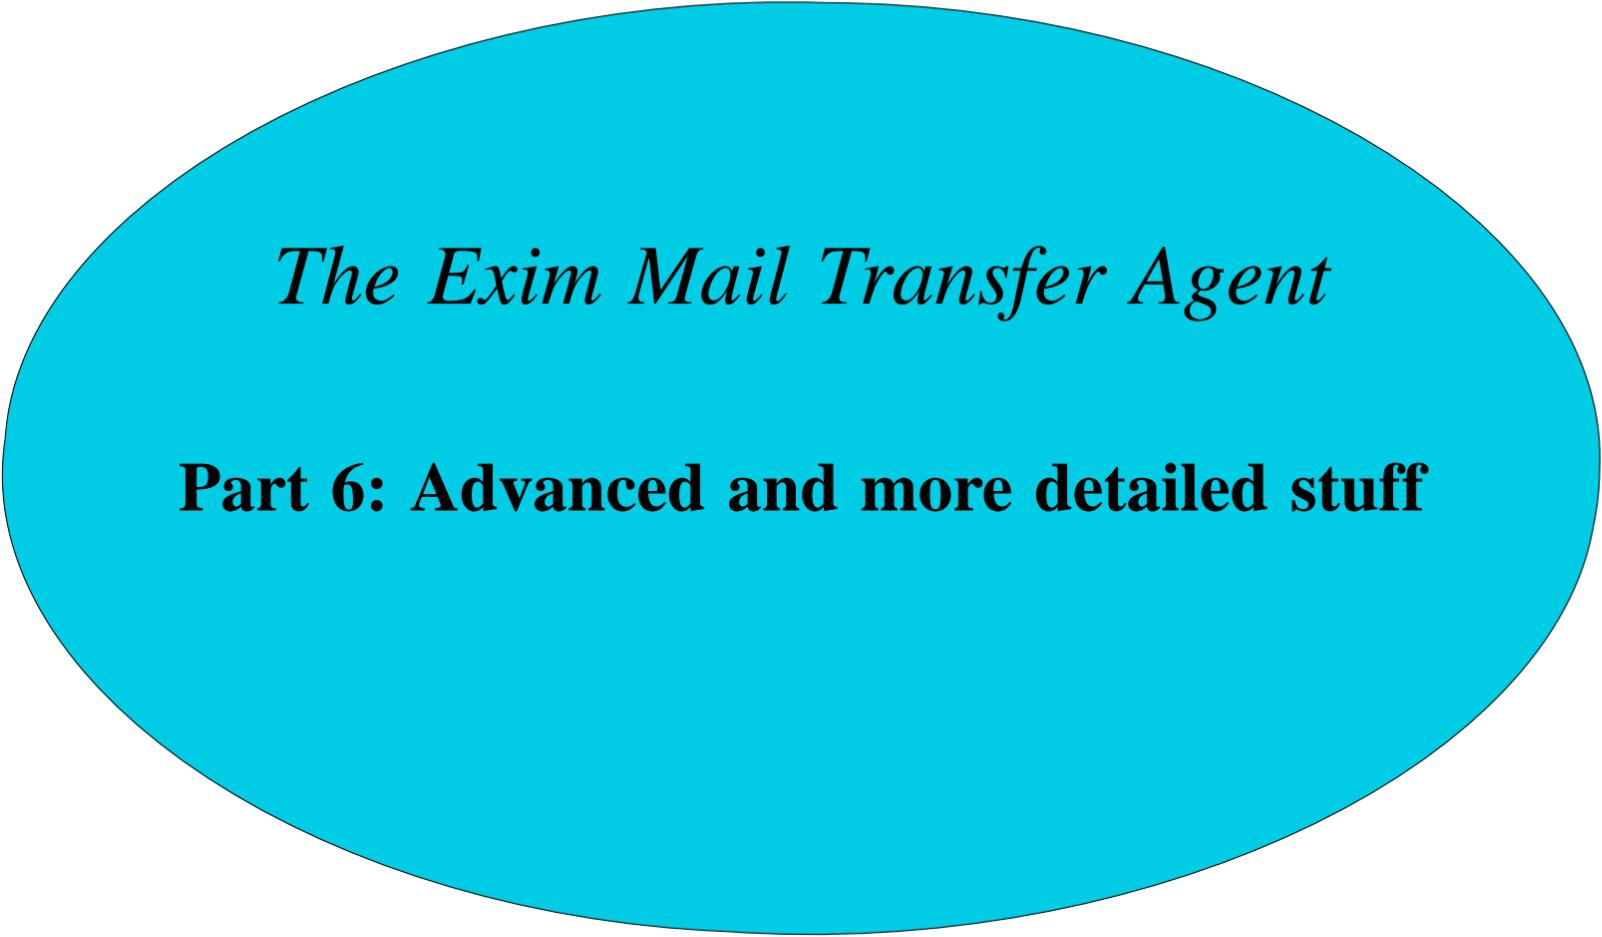 The Exim Mail Transfer Agent
Part 6: Advanced and more detailed stuff